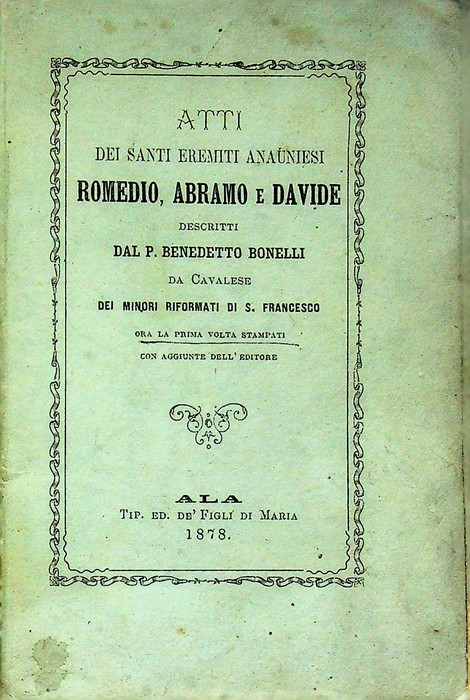 ATTI
DEI SANTI EREMITI ANAUNIESI
ROMEDIO, ABRAMO E DAVIDE
DESCRITTI
DAL P. BENEDETTO BONELLI
DA CAVALESE
DEI MINORI RIFORMATI DI S. FRANCESCO
ORA LA PRIMA VOLTA STAMPATI
CON AGGIUNTE DELL' EDITORE
ALA
TIP. ED. DE' FIGLI DI MARIA
1878.